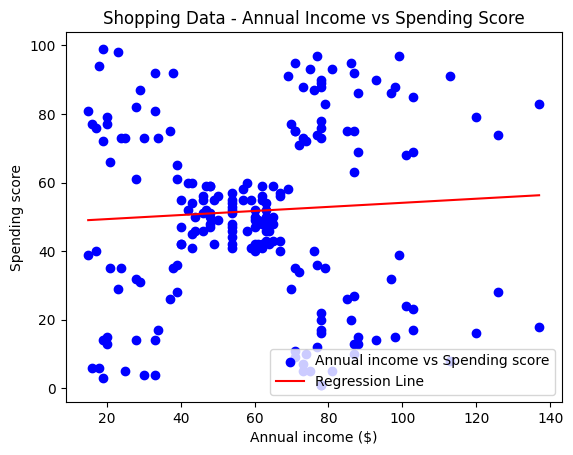 Shopping Data - Annual Income vs Spending Score
Spending score
100
80
60
40
20
0
20
40
60
80
100
120
140
Annual income ($)
Annual income vs Spending score
Regression Line